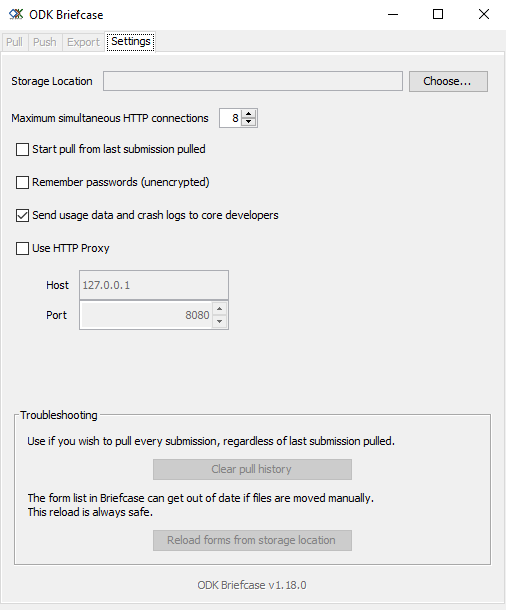 ODK Briefcase
Pull Push Export Settings
Storage Location Choose...
Maximum simultaneous HTTP connections 8
Start pull from last submission pulled
Remember passwords (unencrypted)
Send usage data and crash logs to core developers
Use HTTP Proxy
Host 127.0.0.1
Port 8080
Troubleshooting
Use if you wish to pull every submission, regardless of last submission pulled.
Clear pull history
The form list in Briefcase can get out of date if files are moved manually.
This reload is always safe.
Reload forms from storage location
ODK Briefcase v1.18.0